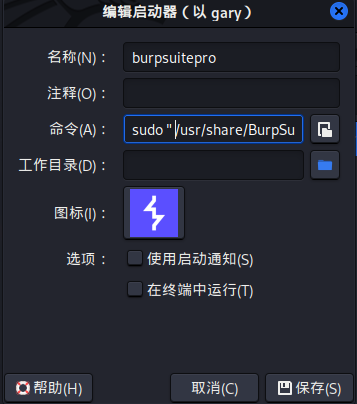 编辑启动器（以 gary）
名称(N)： burpsuitepro
注释(O)：
命令(A)： sudo " /usr/share/BurpSu
工作目录(D)：
图标(I)：
选项： 使用启动通知(S)
在终端中运行(T)
帮助(H) 取消(C) 保存(S)